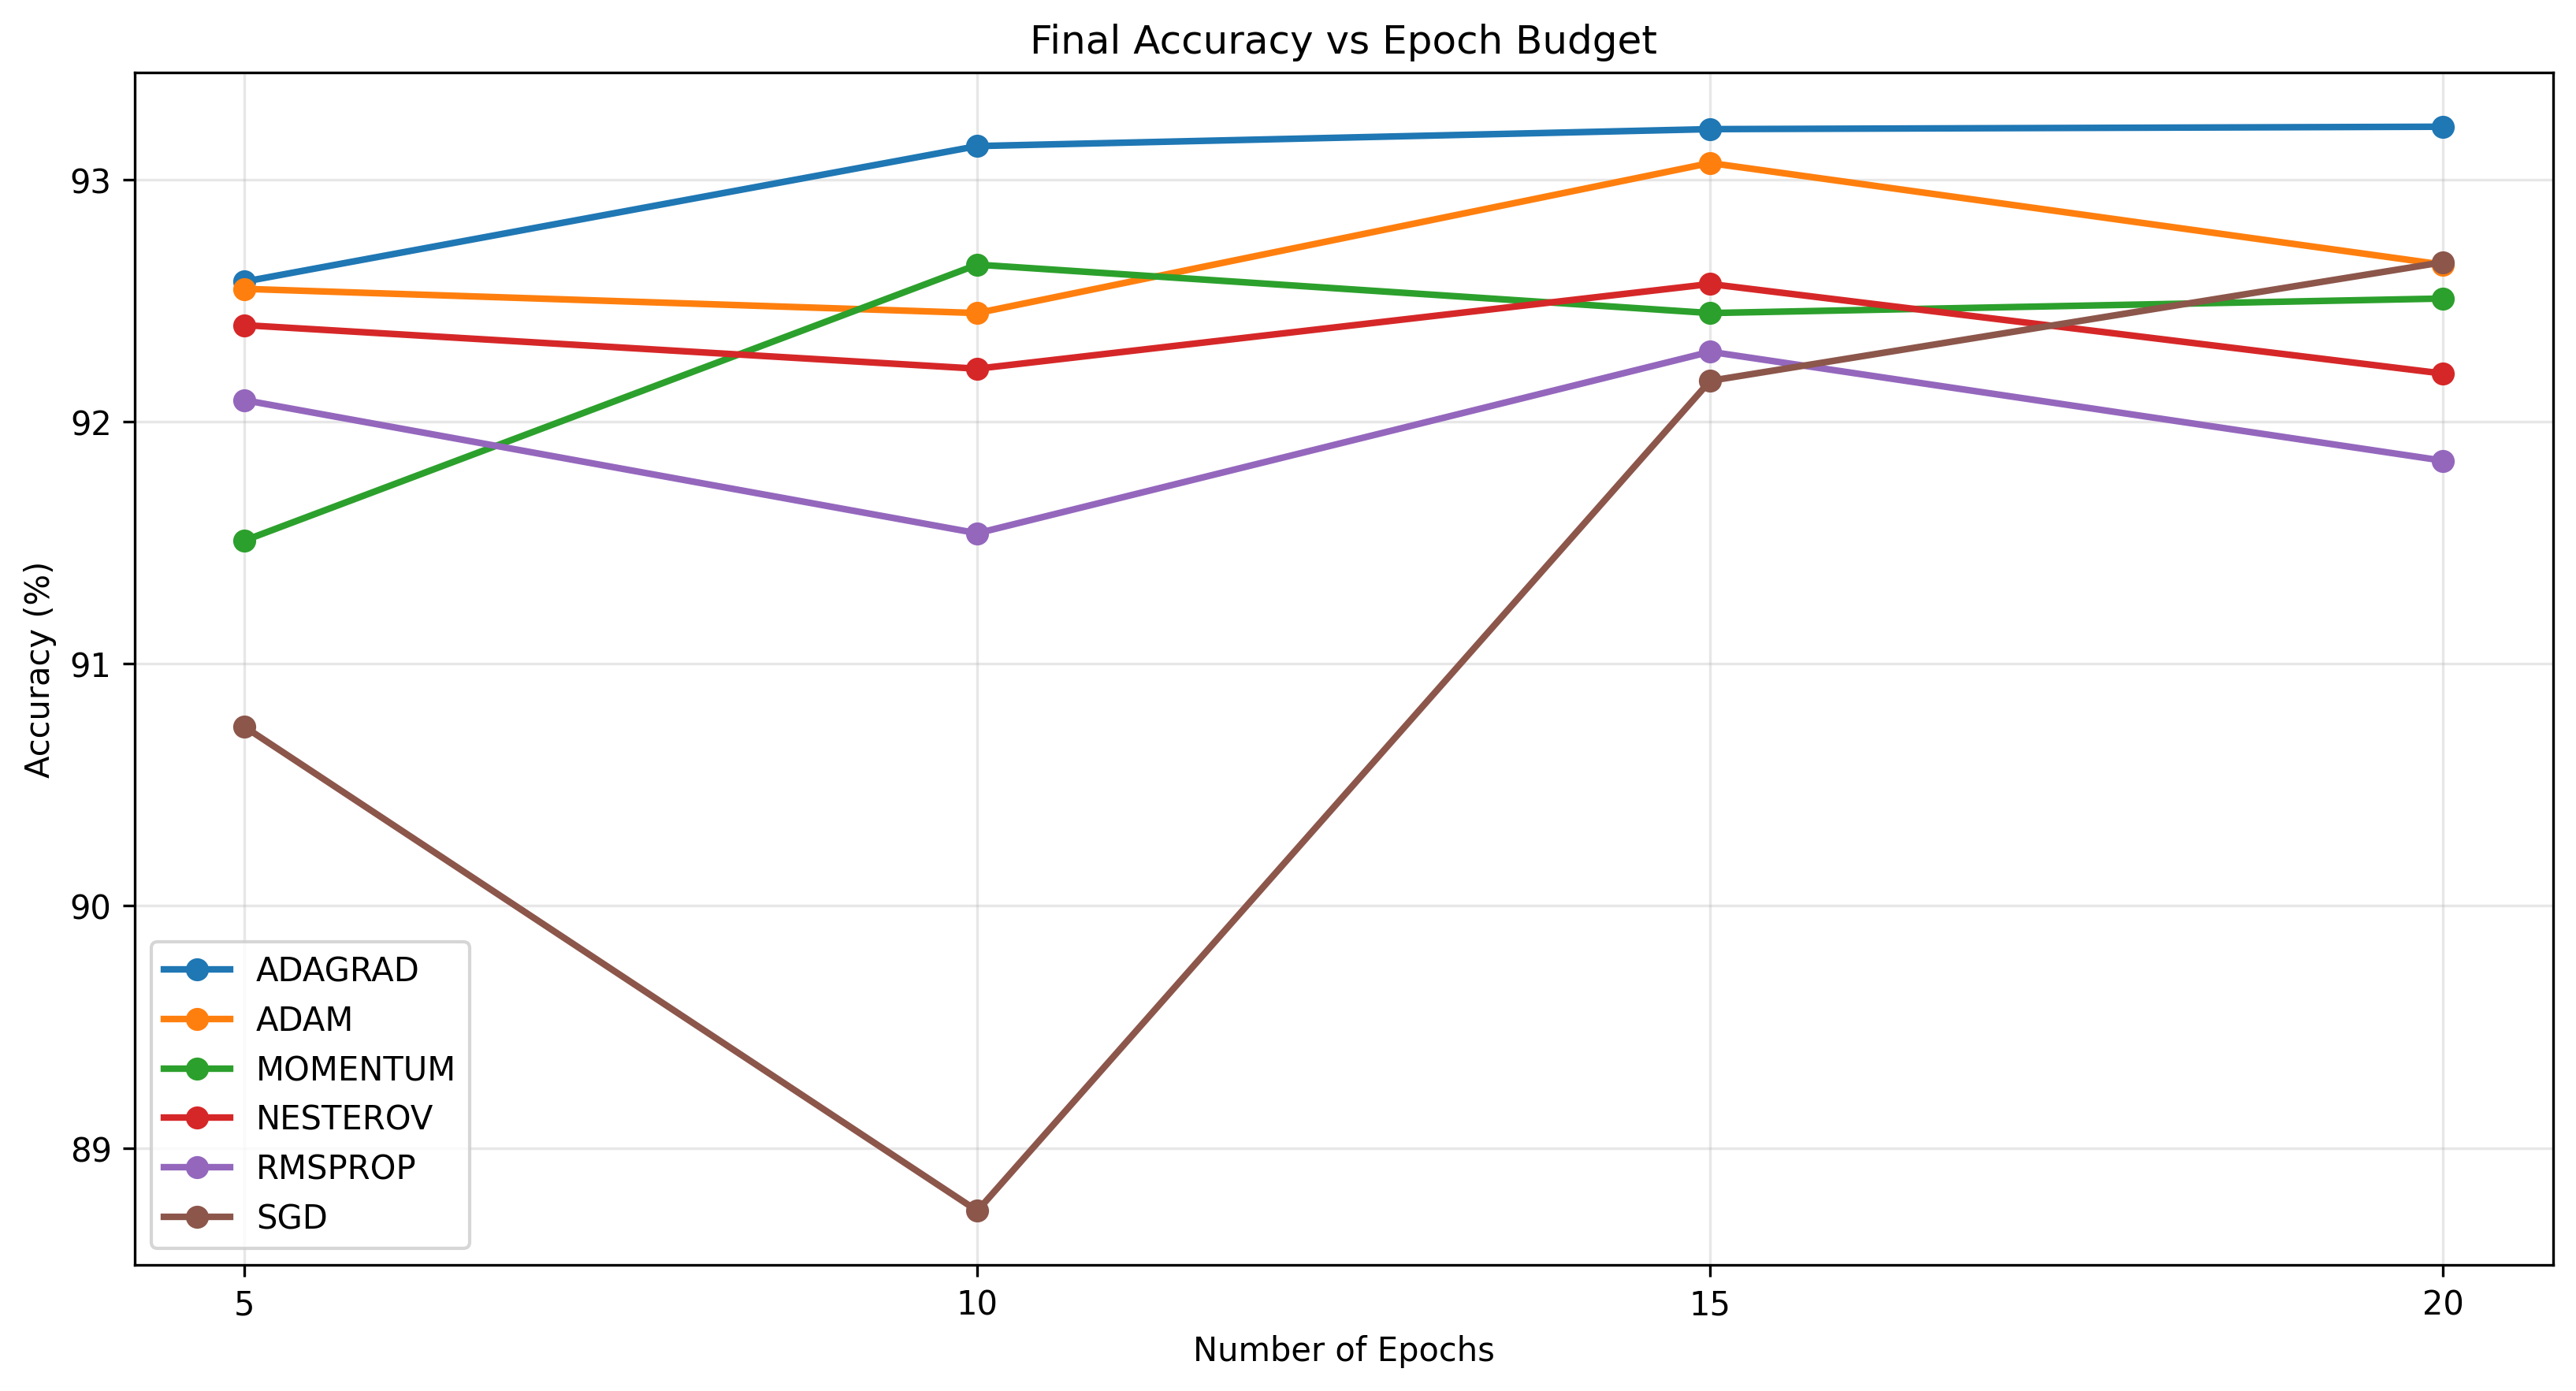 Final Accuracy vs Epoch Budget
93
92
91
90
89
Accuracy (%)
ADAGRAD
ADAM
MOMENTUM
NESTEROV
RMSPROP
SGD
5 10 15 20
Number of Epochs